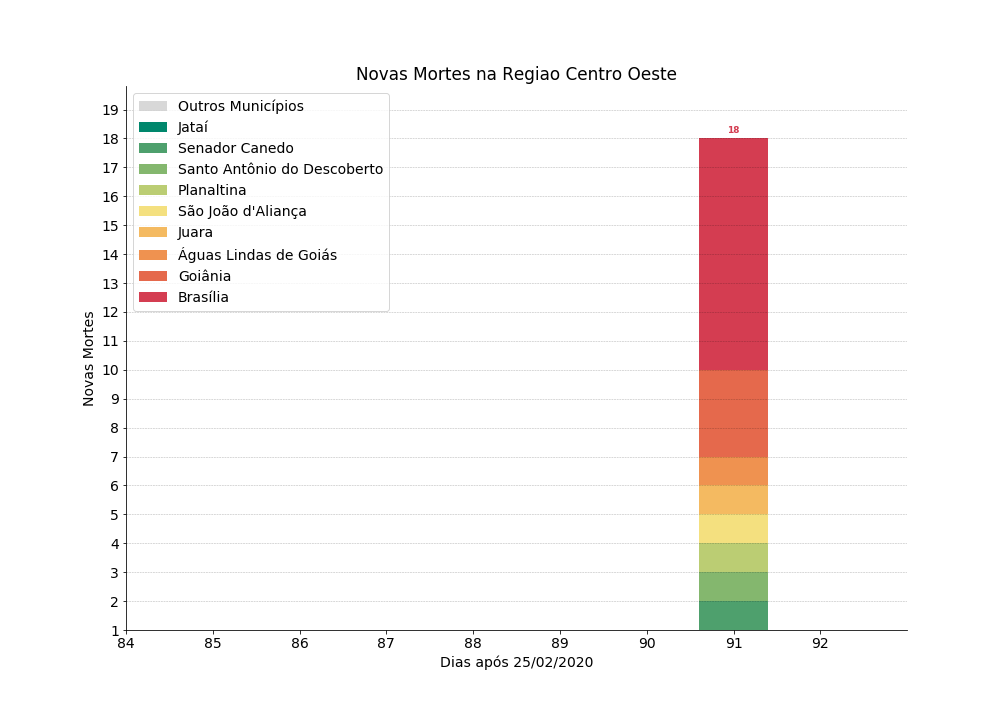 Novas Mortes na Regiao Centro Oeste
Outros Municípios
Jataí
Senador Canedo
Santo Antônio do Descoberto
Planaltina
São João d'Aliança
Juara
Águas Lindas de Goiás
Goiânia
Brasília
18
Novas Mortes
19
18
17
16
15
14
13
12
11
10
9
8
7
6
5
4
3
2
1
84 85 86 87 88 89 90 91 92
Dias após 25/02/2020